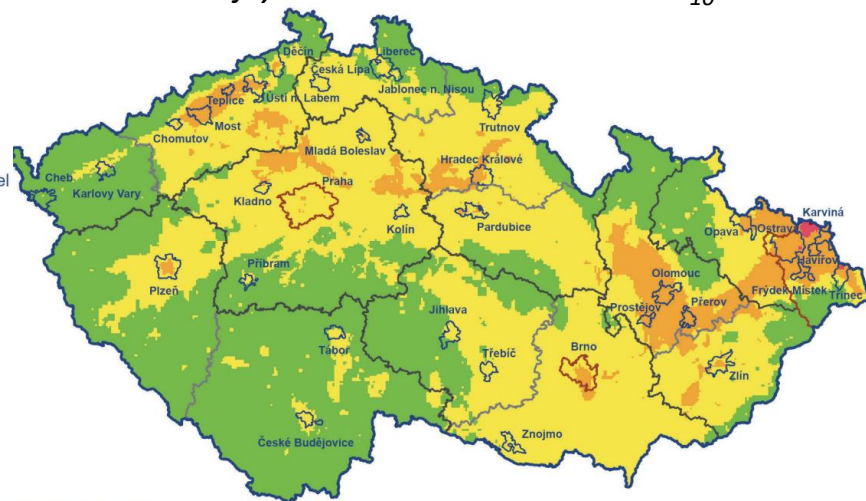 10
Děčín
Liberec
Česká Lípa
Teplice
Ústí n. Labem
Jablonec n. Nisou
Most
Chomutov
Trutnov
Mladá Boleslav
Hradec Králové
Cheb
Karlovy Vary
el
Kladno
Praha
Kolín
Pardubice
Karviná
Opava
Ostrava
Havířov
Plzeň
Příbram
Olomouc
Frýdek Místek
Třinec
Jihlava
Prostějov
Přerov
Tábor
Třebíč
Brno
Zlín
České Budějovice
Znojmo